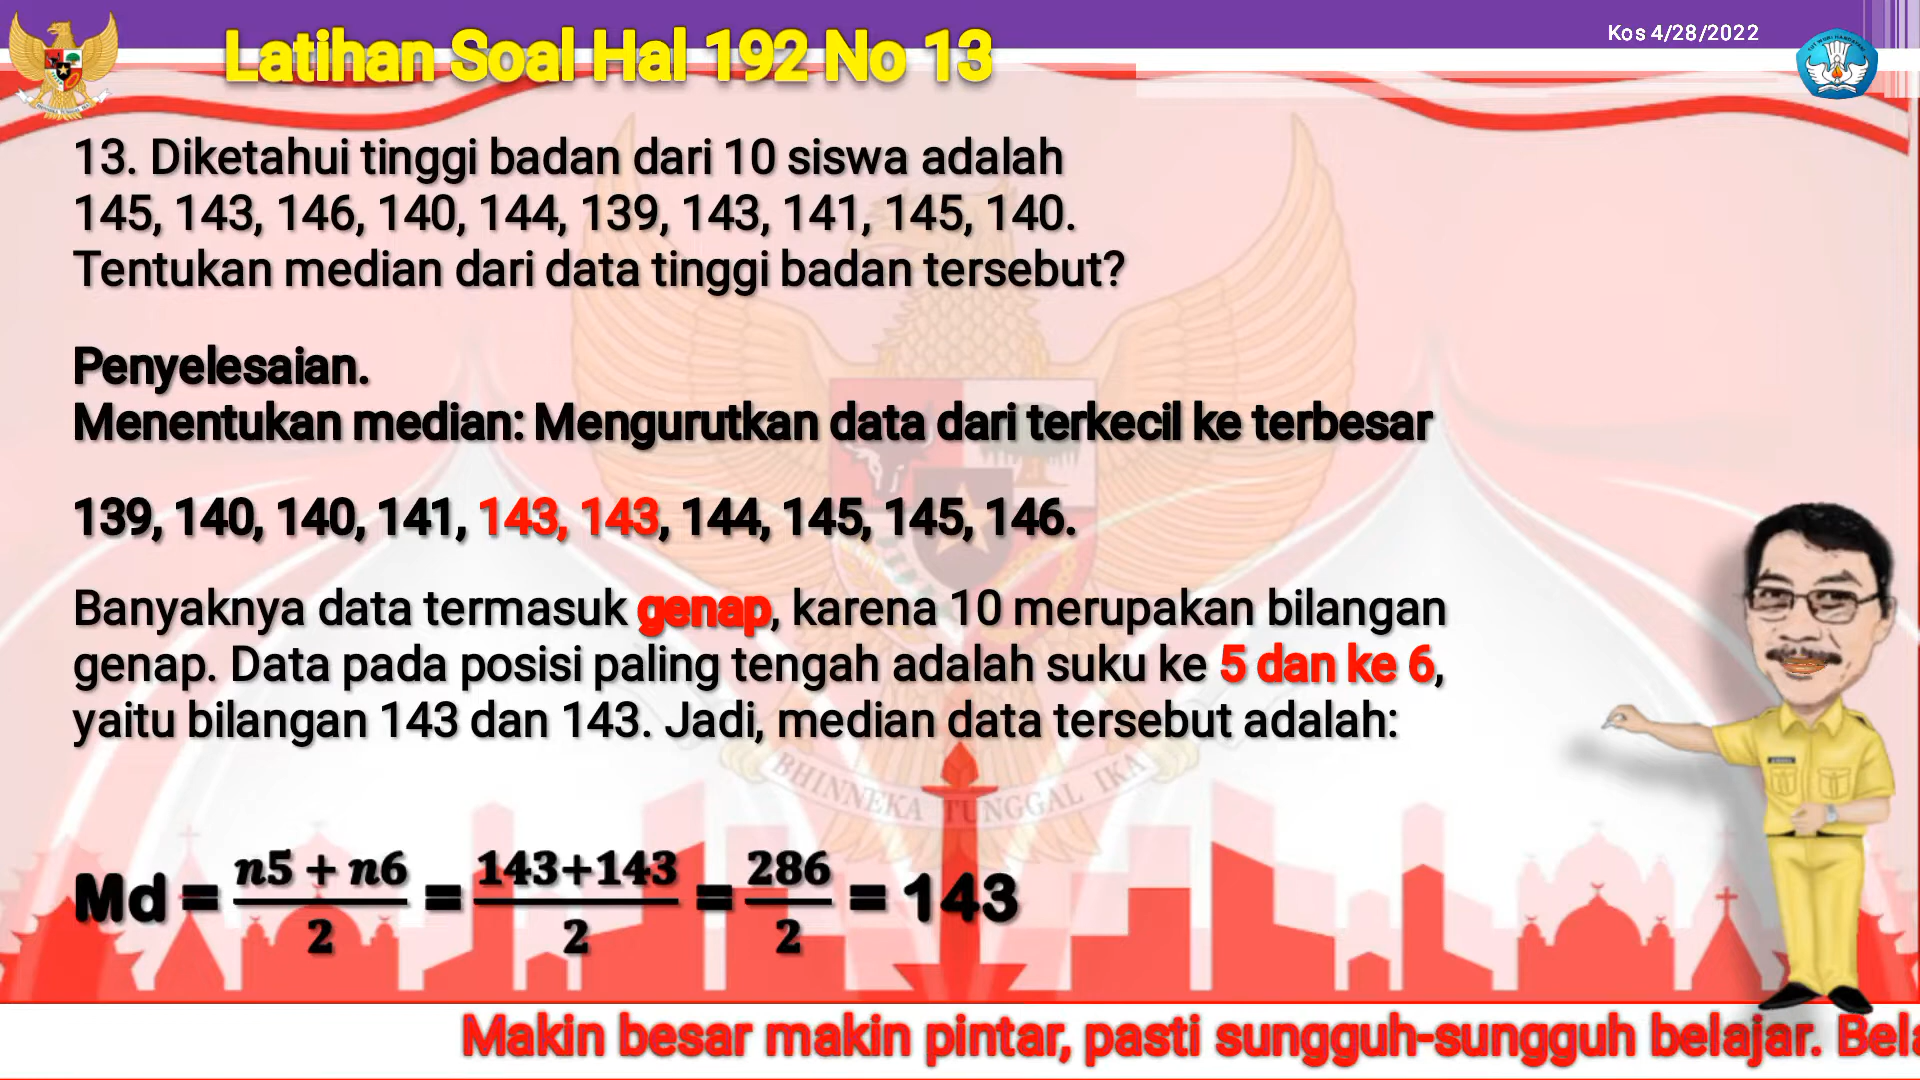 Latihan Soal Hal 192 No 13
Kos 4/28/2022
13. Diketahui tinggi badan dari 10 siswa adalah
145, 143, 146, 140, 144, 139, 143, 141, 145, 140.
Tentukan median dari data tinggi badan tersebut?
Penyelesaian.
Menentukan median: Mengurutkan data dari terkecil ke terbesar
139, 140, 140, 141, 143, 143, 144, 145, 145, 146.
Banyaknya data termasuk genap, karena 10 merupakan bilangan
genap. Data pada posisi paling tengah adalah suku ke 5 dan ke 6,
yaitu bilangan 143 dan 143. Jadi, median data tersebut adalah:
BHINNEKA TUNGGAL IKA
Md = (n5 + n6)/2 = (143+143)/2 = 286/2 = 143
Makin besar makin pintar, pasti sungguh-sungguh belajar. Bela